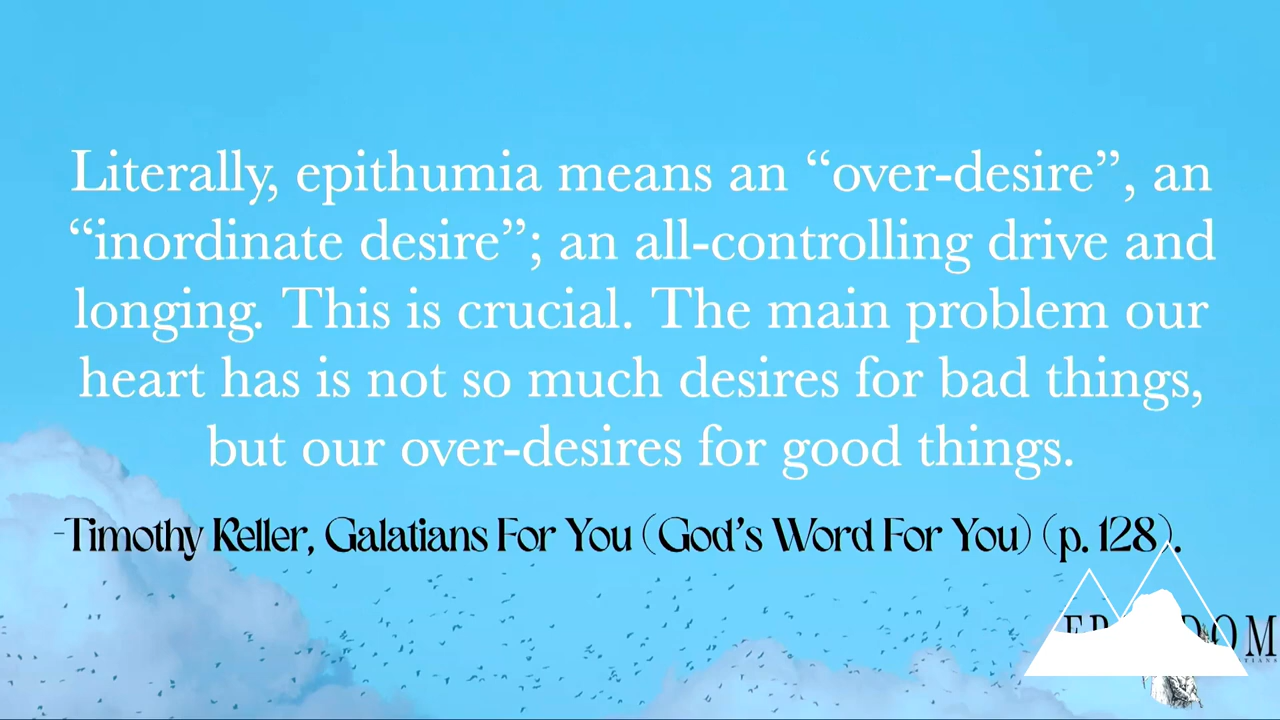 Literally, epithumia means an “over-desire”, an
“inordinate desire”; an all-controlling drive and
longing. This is crucial. The main problem our
heart has is not so much desires for bad things,
but our over-desires for good things.
-Timothy Keller, Galatians For You (God’s Word For You) (p. 128).